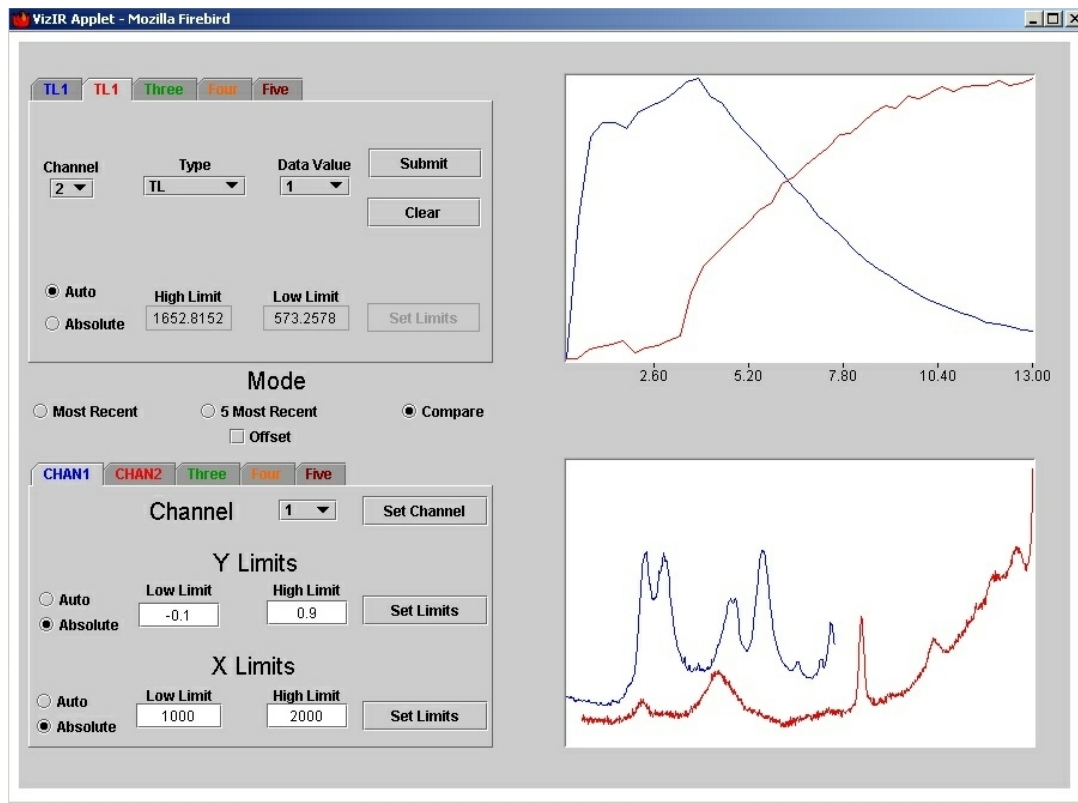 VizIR Applet - Mozilla Firebird
TL1 TL1 Three Four Five
Channel Type Data Value Submit
2 TL 1
Clear
Auto High Limit Low Limit
Absolute 1652.8152 573.2578 Set Limits
2.60 5.20 7.80 10.40 13.00
Mode
Most Recent 5 Most Recent Compare
Offset
CHAN1 CHAN2 Three Four Five
Channel 1 Set Channel
Y Limits
Auto Low Limit High Limit
Absolute -0.1 0.9 Set Limits
X Limits
Auto Low Limit High Limit
Absolute 1000 2000 Set Limits